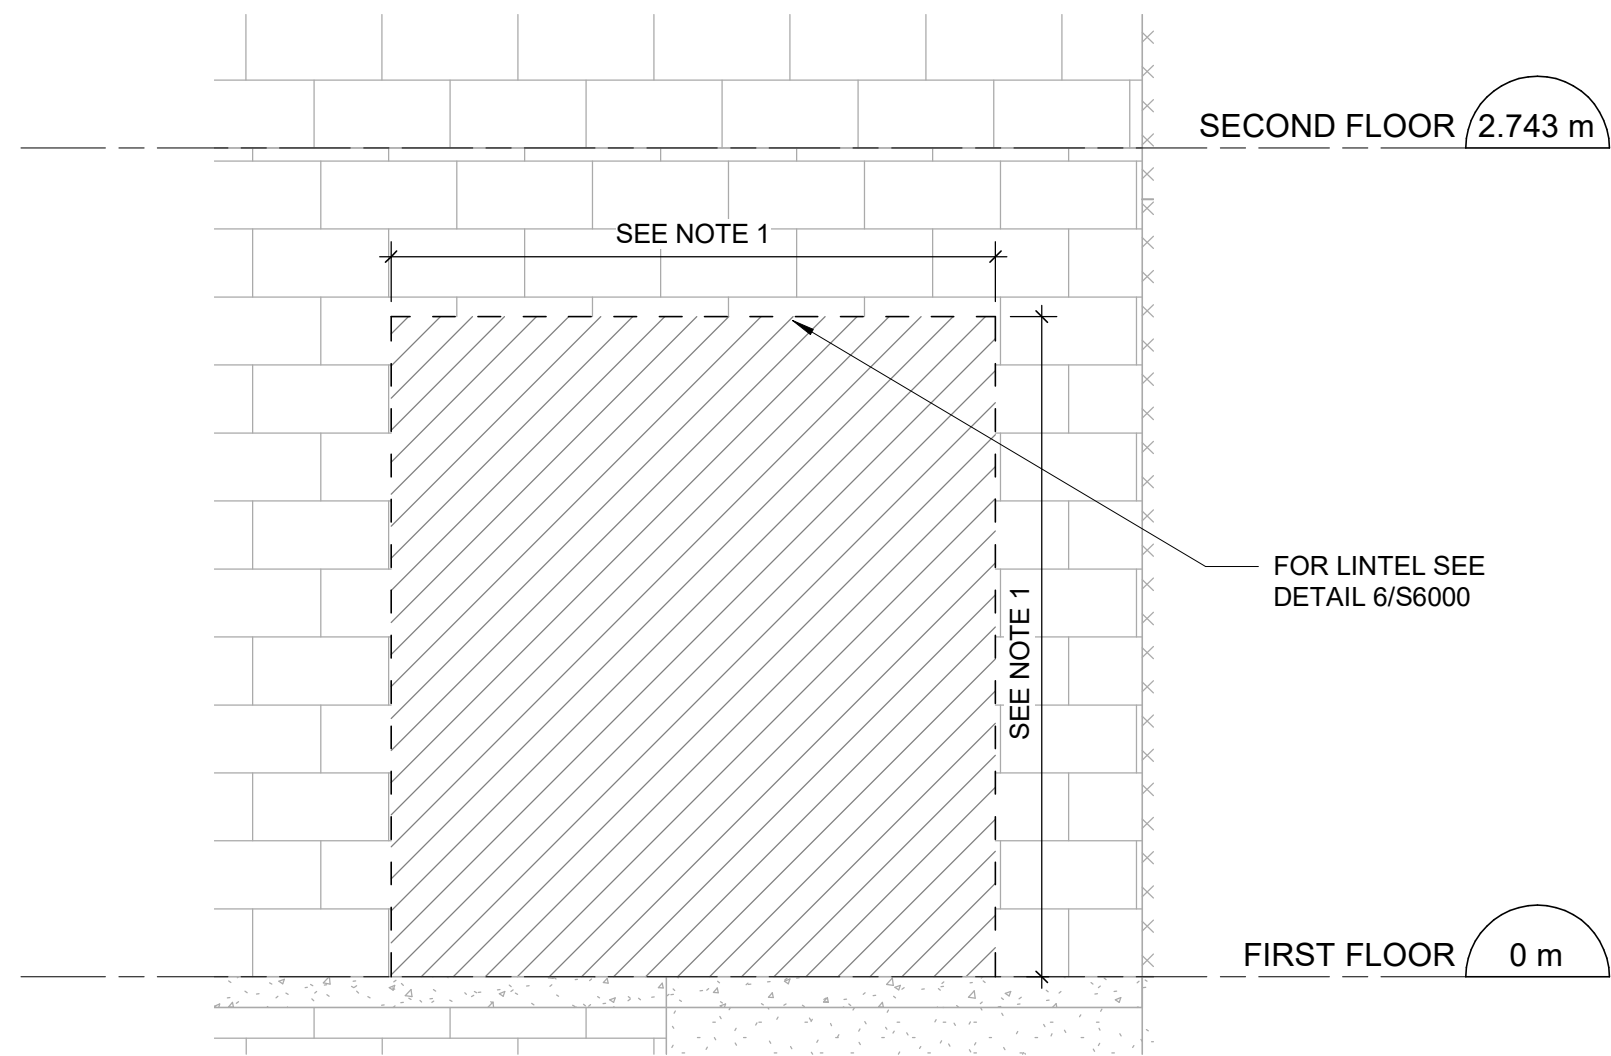 SECOND FLOOR 2.743 m
SEE NOTE 1
FOR LINTEL SEE
DETAIL 6/S6000
SEE NOTE 1
FIRST FLOOR 0 m